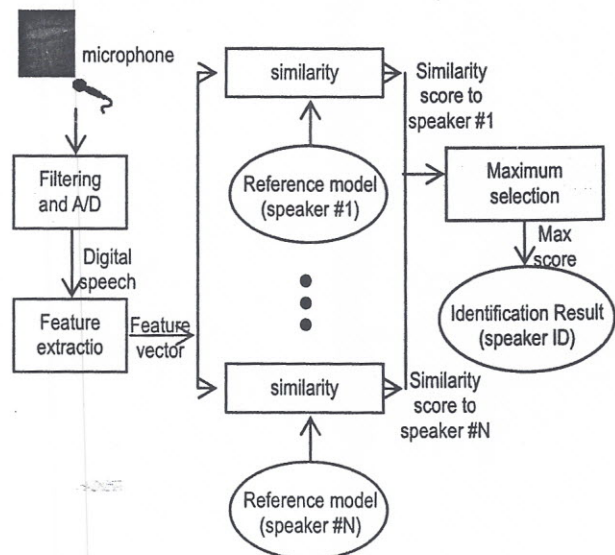 microphone
Filtering
and A/D
Digital
speech
Feature
extractio
Feature
vector
similarity
Reference model
(speaker #1)
Similarity
score to
speaker #1
similarity
Reference model
(speaker #N)
Similarity
score to
speaker #N
Maximum
selection
Max
score
Identification Result
(speaker ID)